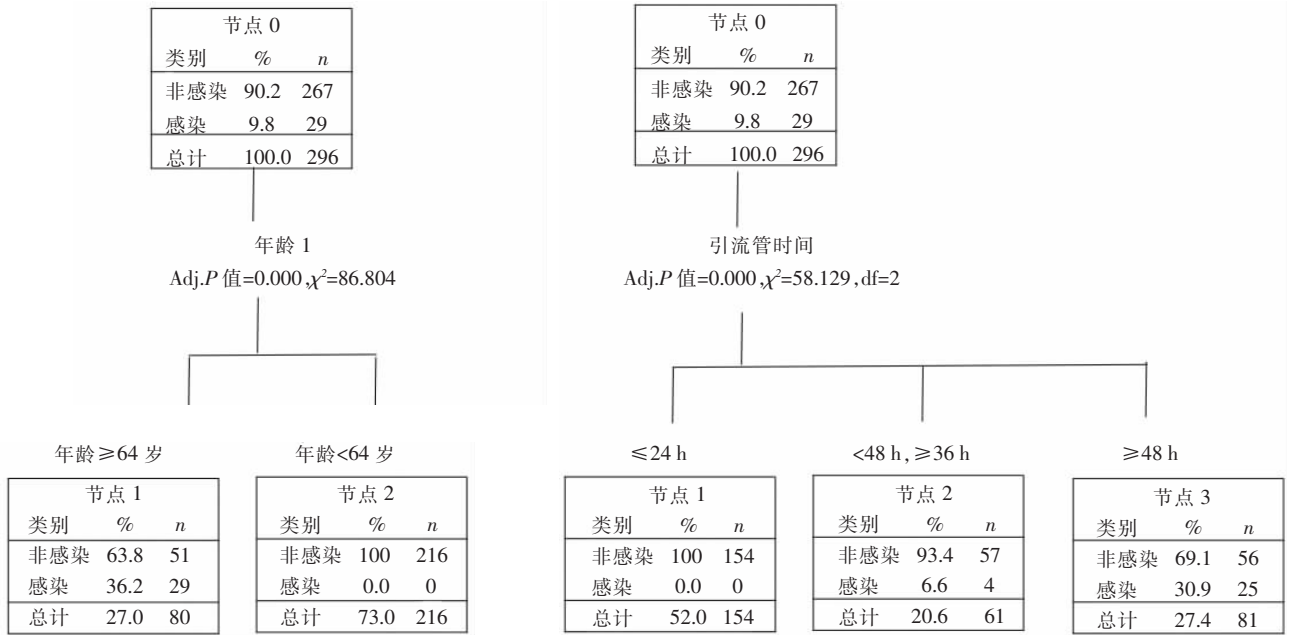 节点 0
类别 % n
非感染 90.2 267
感染 9.8 29
总计 100.0 296
年龄 1
Adj.P 值=0.000,χ²=86.804
年龄≥64 岁
节点 1
类别 % n
非感染 63.8 51
感染 36.2 29
总计 27.0 80
年龄<64 岁
节点 2
类别 % n
非感染 100 216
感染 0.0 0
总计 73.0 216
节点 0
类别 % n
非感染 90.2 267
感染 9.8 29
总计 100.0 296
引流管时间
Adj.P 值=0.000,χ²=58.129,df=2
≤24 h
节点 1
类别 % n
非感染 100 154
感染 0.0 0
总计 52.0 154
<48 h,≥36 h
节点 2
类别 % n
非感染 93.4 57
感染 6.6 4
总计 20.6 61
≥48 h
节点 3
类别 % n
非感染 69.1 56
感染 30.9 25
总计 27.4 81